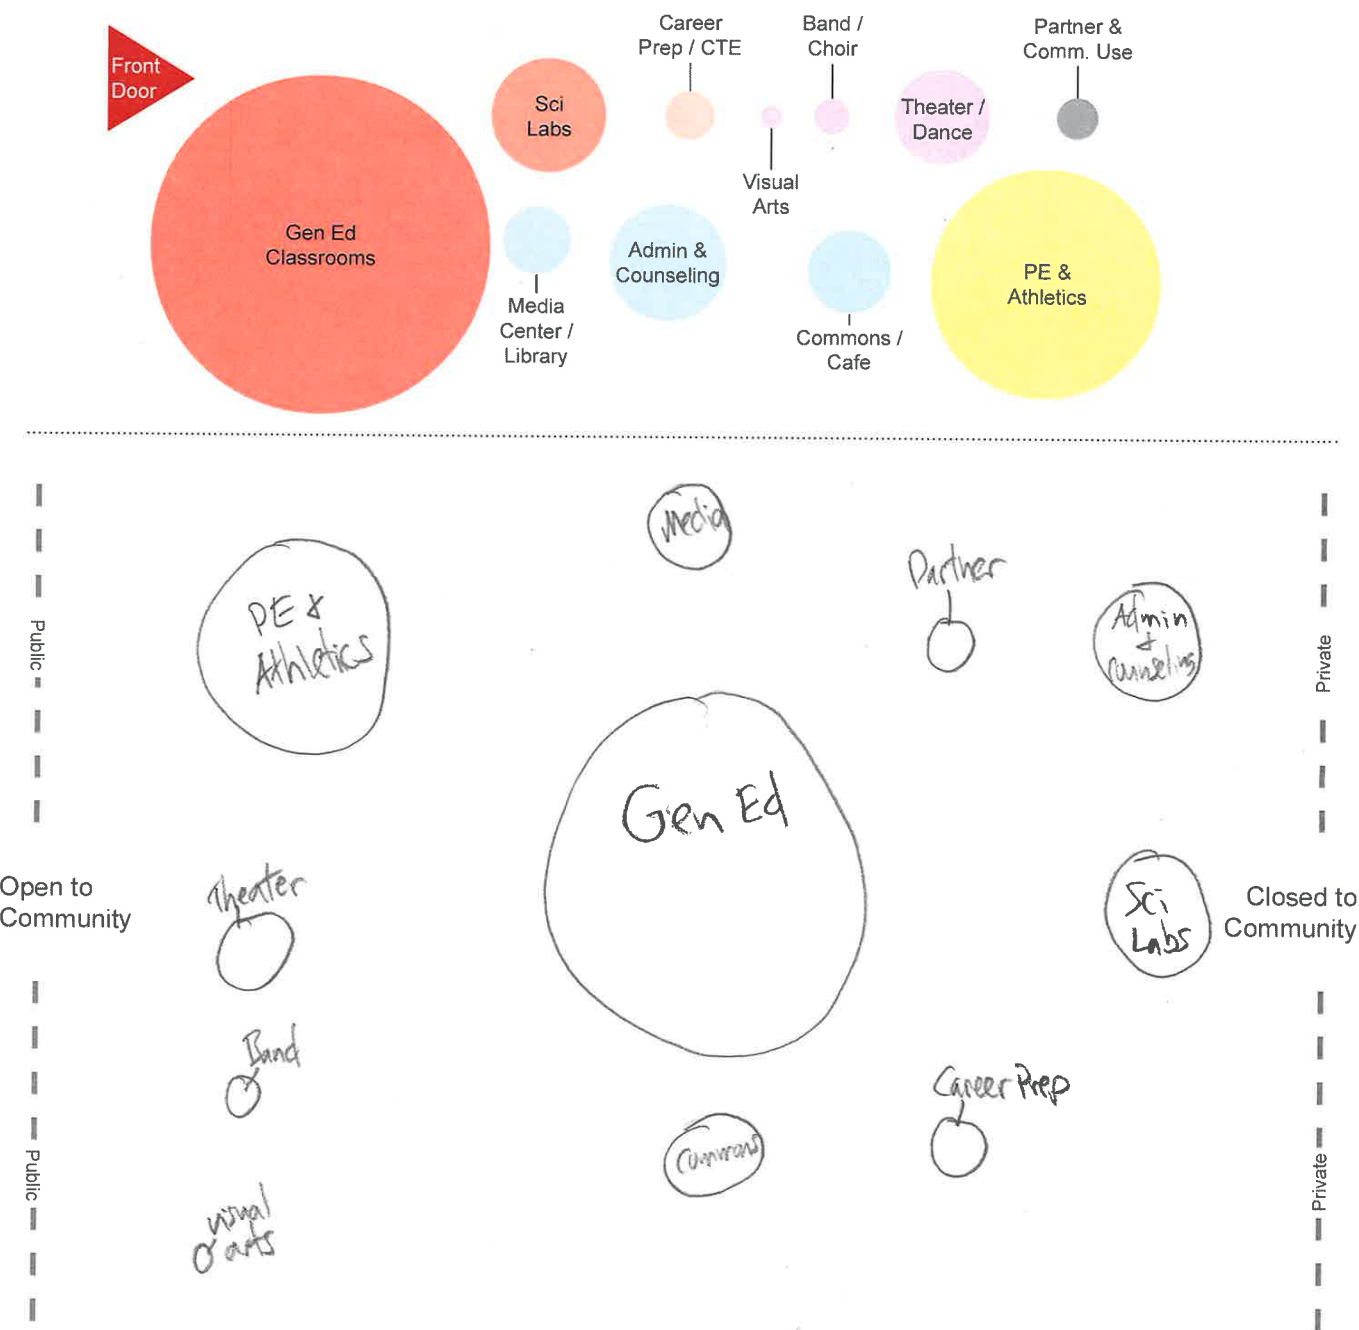 Front
Door
Gen Ed
Classrooms
Sci
Labs
Career
Prep / CTE
Band /
Choir
Visual
Arts
Theater /
Dance
Partner &
Comm. Use
Media
Center /
Library
Admin &
Counseling
Commons /
Cafe
PE &
Athletics
Public
Open to
Community
Public
Private
Closed to
Community
Private
PE &
Athletics
Media
Partner
Admin
&
Counseling
Gen Ed
Theater
Sci
Labs
Band
Career Prep
Commons
visual
arts